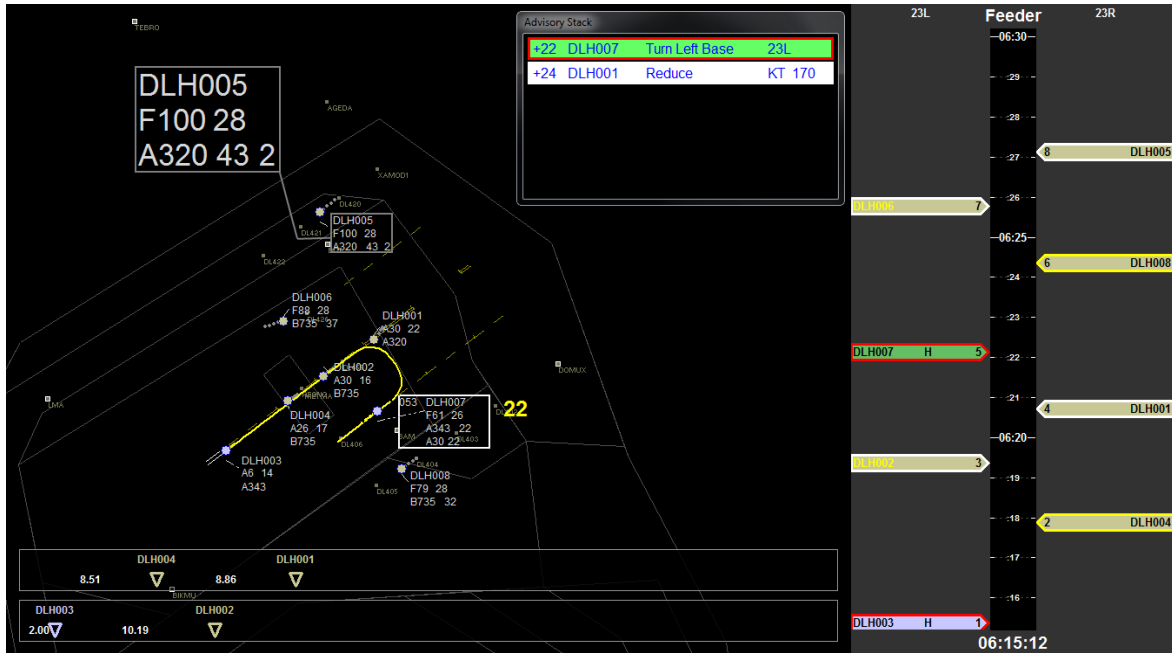 TEBRO
Advisory Stack
+22 DLH007 Turn Left Base 23L
+24 DLH001 Reduce KT 170
DLH005
F100 28
A320 43 2
AGEDA
XAMOD1
DL420
DLH005
F100 28
A320 43 2
DL421
DL422
DLH006
F88 28
B735 37
DLH001
A30 22
A320
DLH002
A30 16
B735
DOMUX
LMA
DLH004
A26 17
B735
053 DLH007
F61 26
A343 22
A30 22
22
DL403
DL406
DLH003
A6 14
A343
DL404
DLH008
F79 28
B735 32
DL405
DLH004 DLH001
8.51 8.86
BIKMU
DLH003 DLH002
2.00 10.19
23L Feeder 23R
06:30
29
28
27
8 DLH005
26
DLH006 7
06:25
6 DLH008
24
23
DLH007 H 5
22
21
4 DLH001
06:20
DLH002 3
19
18
2 DLH004
17
16
DLH003 H 1
06:15:12